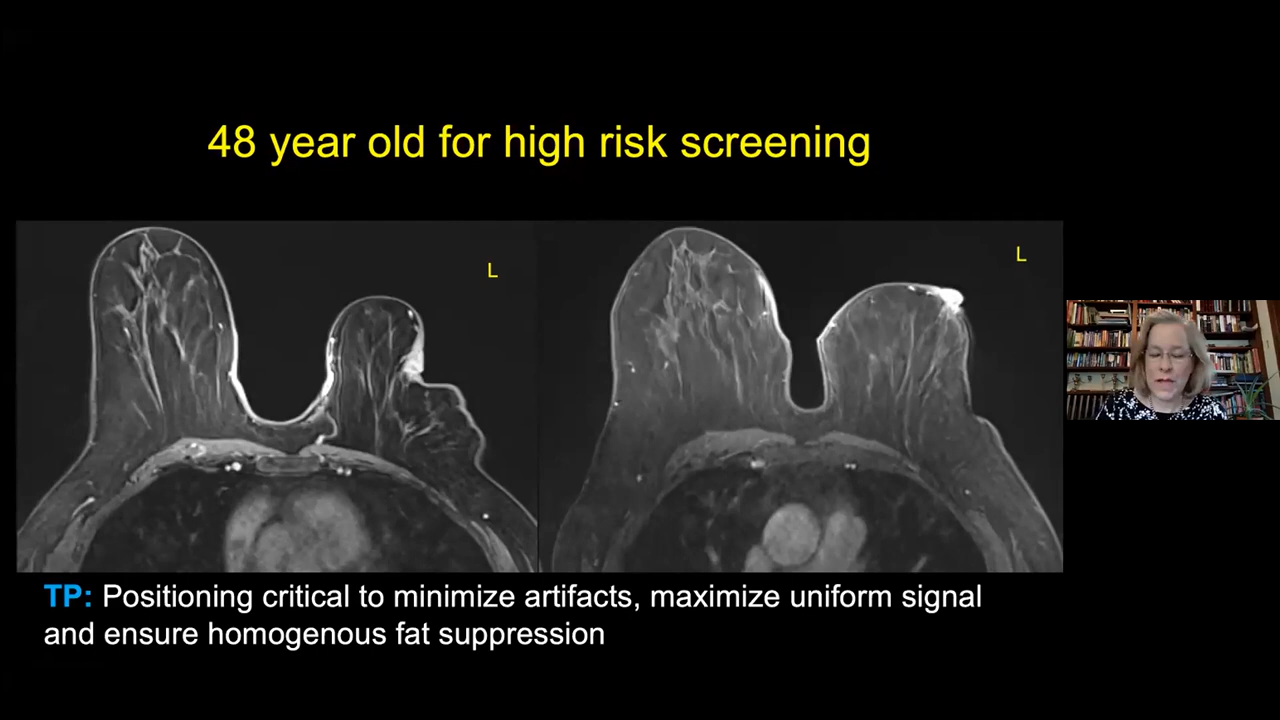 48 year old for high risk screening
L
L
TP: Positioning critical to minimize artifacts, maximize uniform signal
and ensure homogenous fat suppression